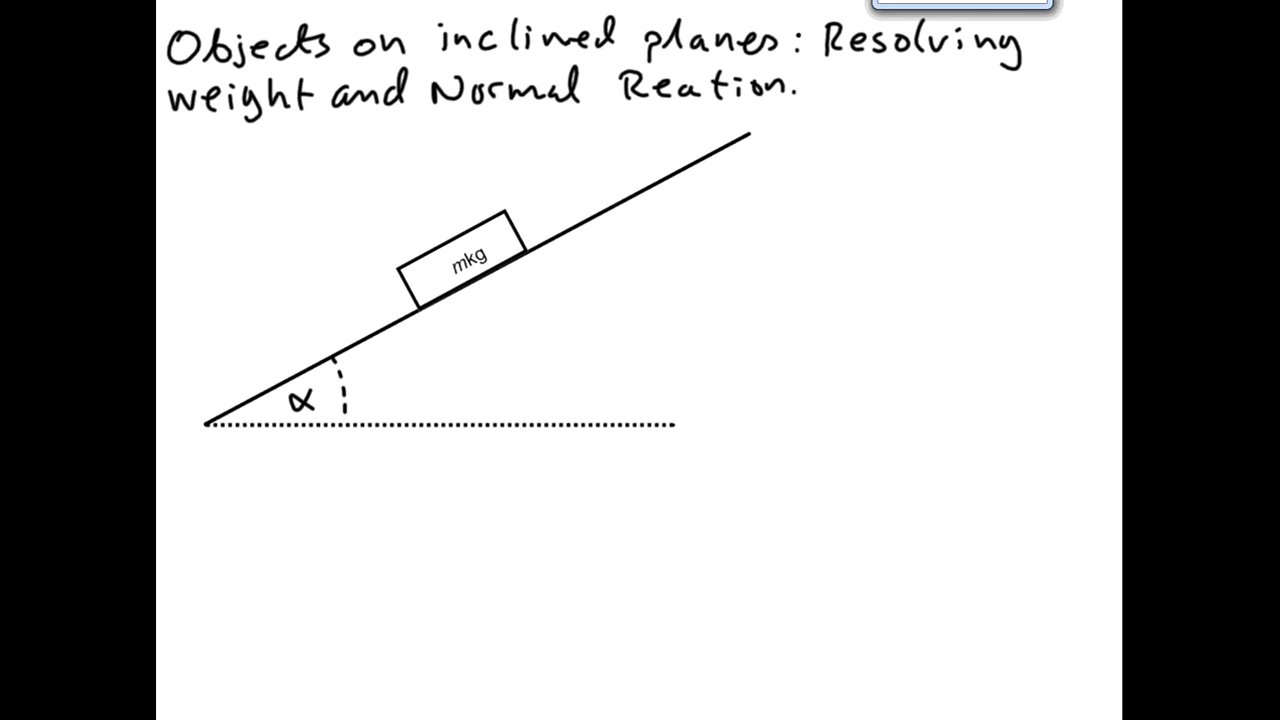 Objects on inclined planes: Resolving
weight and Normal Reation.
mkg
α